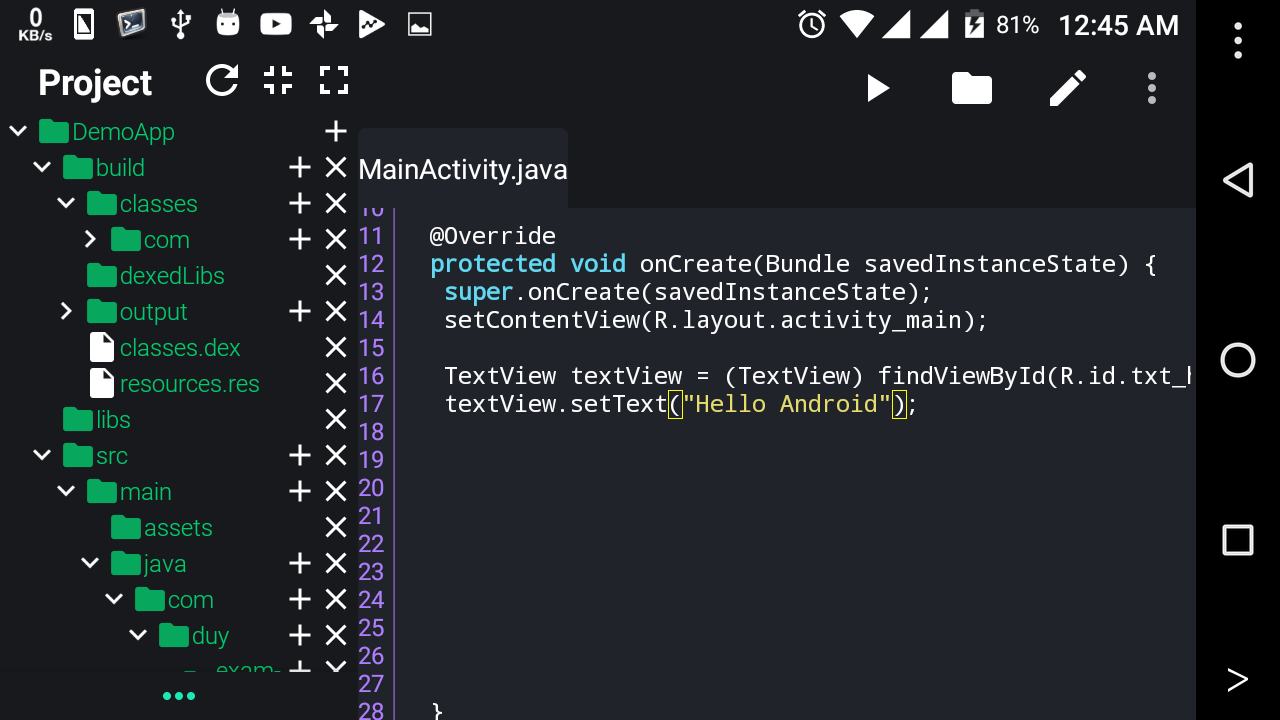 0
KB/s
81%
12:45 AM
Project
DemoApp
build
classes
com
dexedLibs
output
classes.dex
resources.res
libs
src
main
assets
java
com
duy
MainActivity.java
10
11 @Override
12 protected void onCreate(Bundle savedInstanceState) {
13 super.onCreate(savedInstanceState);
14 setContentView(R.layout.activity_main);
15
16 TextView textView = (TextView) findViewById(R.id.txt_
17 textView.setText("Hello Android");
18
19
20
21
22
23
24
25
26
27
28 }